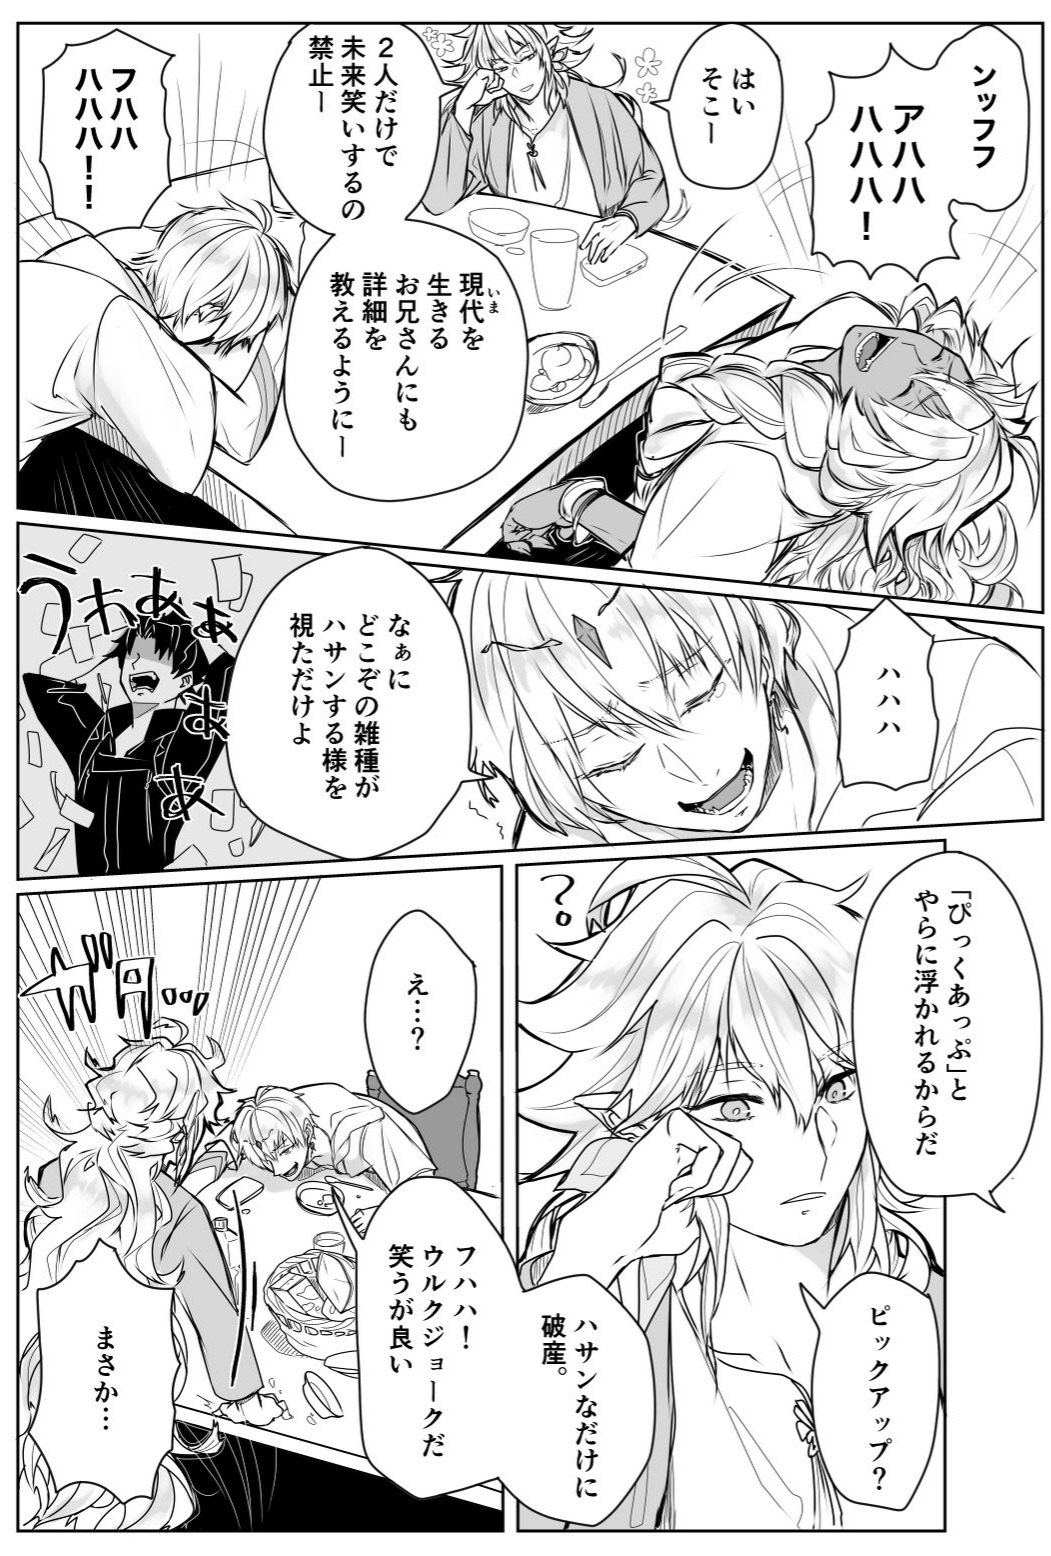 ンッフフ
アハハ
ハハハ！
はい
そこー
２人だけで
未来笑いするの
禁止ー
現代を
いま
生きる
お兄さんにも
詳細を
教えるようにー
フハハ
ハハハ！！
ハハハ
なぁに
どこぞの雑種が
ハサンする様を
視ただけよ
うわぁぁぁぁ
「ぴっくあっぷ」と
やらに浮かれるからだ
?。
ピックアップ？
ハサンなだけに
破産。
え…？
フハハ！
ウルクジョークだ
笑うが良い
ガタ…
まさか…